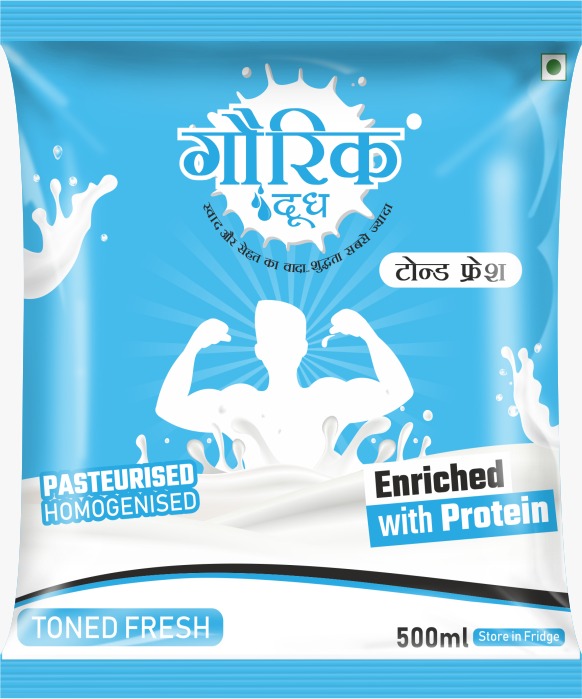 गौरिक
दूध
स्वाद और सेहत का वादा, शुद्धता सबसे ज्यादा
टोन्ड फ्रेश
PASTEURISED
HOMOGENISED
Enriched
with Protein
TONED FRESH
500ml Store in Fridge